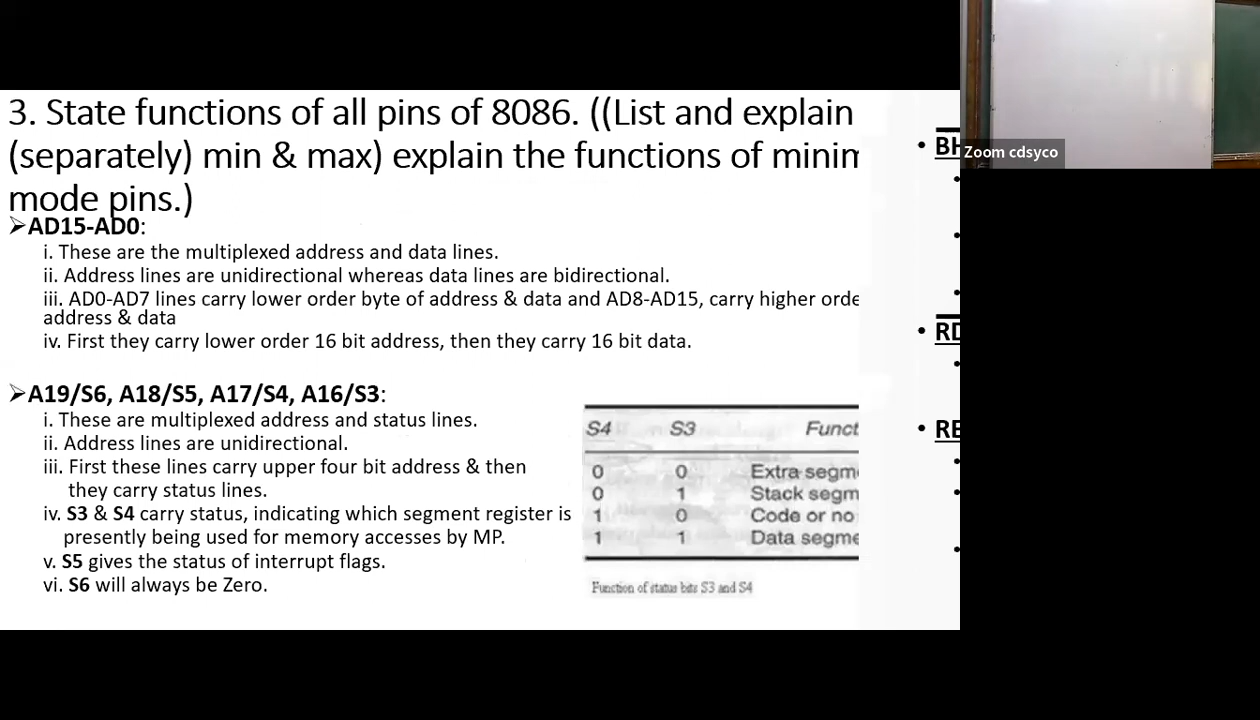 3. State functions of all pins of 8086. ((List and explain
(separately) min & max) explain the functions of minim
mode pins.)
➢AD15-AD0:
i. These are the multiplexed address and data lines.
ii. Address lines are unidirectional whereas data lines are bidirectional.
iii. AD0-AD7 lines carry lower order byte of address & data and AD8-AD15, carry higher orde
address & data
iv. First they carry lower order 16 bit address, then they carry 16 bit data.
➢A19/S6, A18/S5, A17/S4, A16/S3:
i. These are multiplexed address and status lines.
ii. Address lines are unidirectional.
iii. First these lines carry upper four bit address & then
they carry status lines.
iv. S3 & S4 carry status, indicating which segment register is
presently being used for memory accesses by MP.
v. S5 gives the status of interrupt flags.
vi. S6 will always be Zero.
S4 S3 Funct
0 0 Extra segm
0 1 Stack segm
1 0 Code or no
1 1 Data segme
Function of status bits S3 and S4
• BH
• RD
• RE
Zoom cdsyco